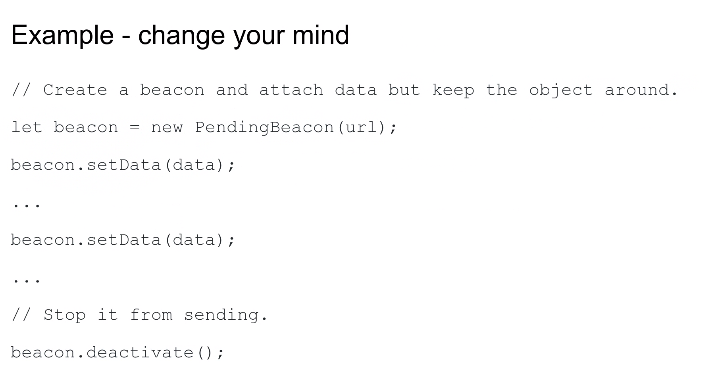 Example - change your mind
// Create a beacon and attach data but keep the object around.
let beacon = new PendingBeacon(url);
beacon.setData(data);
...
beacon.setData(data);
...
// Stop it from sending.
beacon.deactivate();